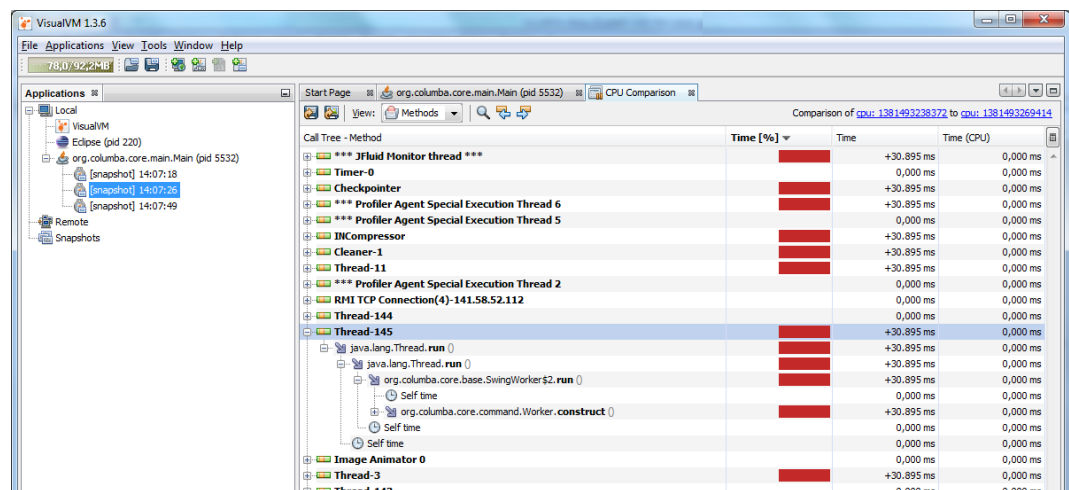 VisualVM 1.3.6
File Applications View Tools Window Help
78,0/92,2MB
Applications
Local
VisualVM
Eclipse (pid 220)
org.columba.core.main.Main (pid 5532)
[snapshot] 14:07:18
[snapshot] 14:07:26
[snapshot] 14:07:49
Remote
Snapshots
Start Page org.columba.core.main.Main (pid 5532) CPU Comparison
View: Methods Comparison of cpu: 1381493238372 to cpu: 1381493269414
Call Tree - Method Time [%] Time Time (CPU)
*** JFluid Monitor thread *** +30.895 ms 0,000 ms
Timer-0 0,000 ms 0,000 ms
Checkpointer +30.895 ms 0,000 ms
*** Profiler Agent Special Execution Thread 6 +30.895 ms 0,000 ms
*** Profiler Agent Special Execution Thread 5 0,000 ms 0,000 ms
INCompressor +30.895 ms 0,000 ms
Cleaner-1 +30.895 ms 0,000 ms
Thread-11 +30.895 ms 0,000 ms
*** Profiler Agent Special Execution Thread 2 0,000 ms 0,000 ms
RMI TCP Connection(4)-141.58.52.112 0,000 ms 0,000 ms
Thread-144 0,000 ms 0,000 ms
Thread-145 +30.895 ms 0,000 ms
java.lang.Thread.run () +30.895 ms 0,000 ms
java.lang.Thread.run () +30.895 ms 0,000 ms
org.columba.core.base.SwingWorker$2.run () +30.895 ms 0,000 ms
Self time 0,000 ms 0,000 ms
org.columba.core.command.Worker.construct () +30.895 ms 0,000 ms
Self time 0,000 ms 0,000 ms
Self time 0,000 ms 0,000 ms
Image Animator 0 0,000 ms 0,000 ms
Thread-3 +30.895 ms 0,000 ms